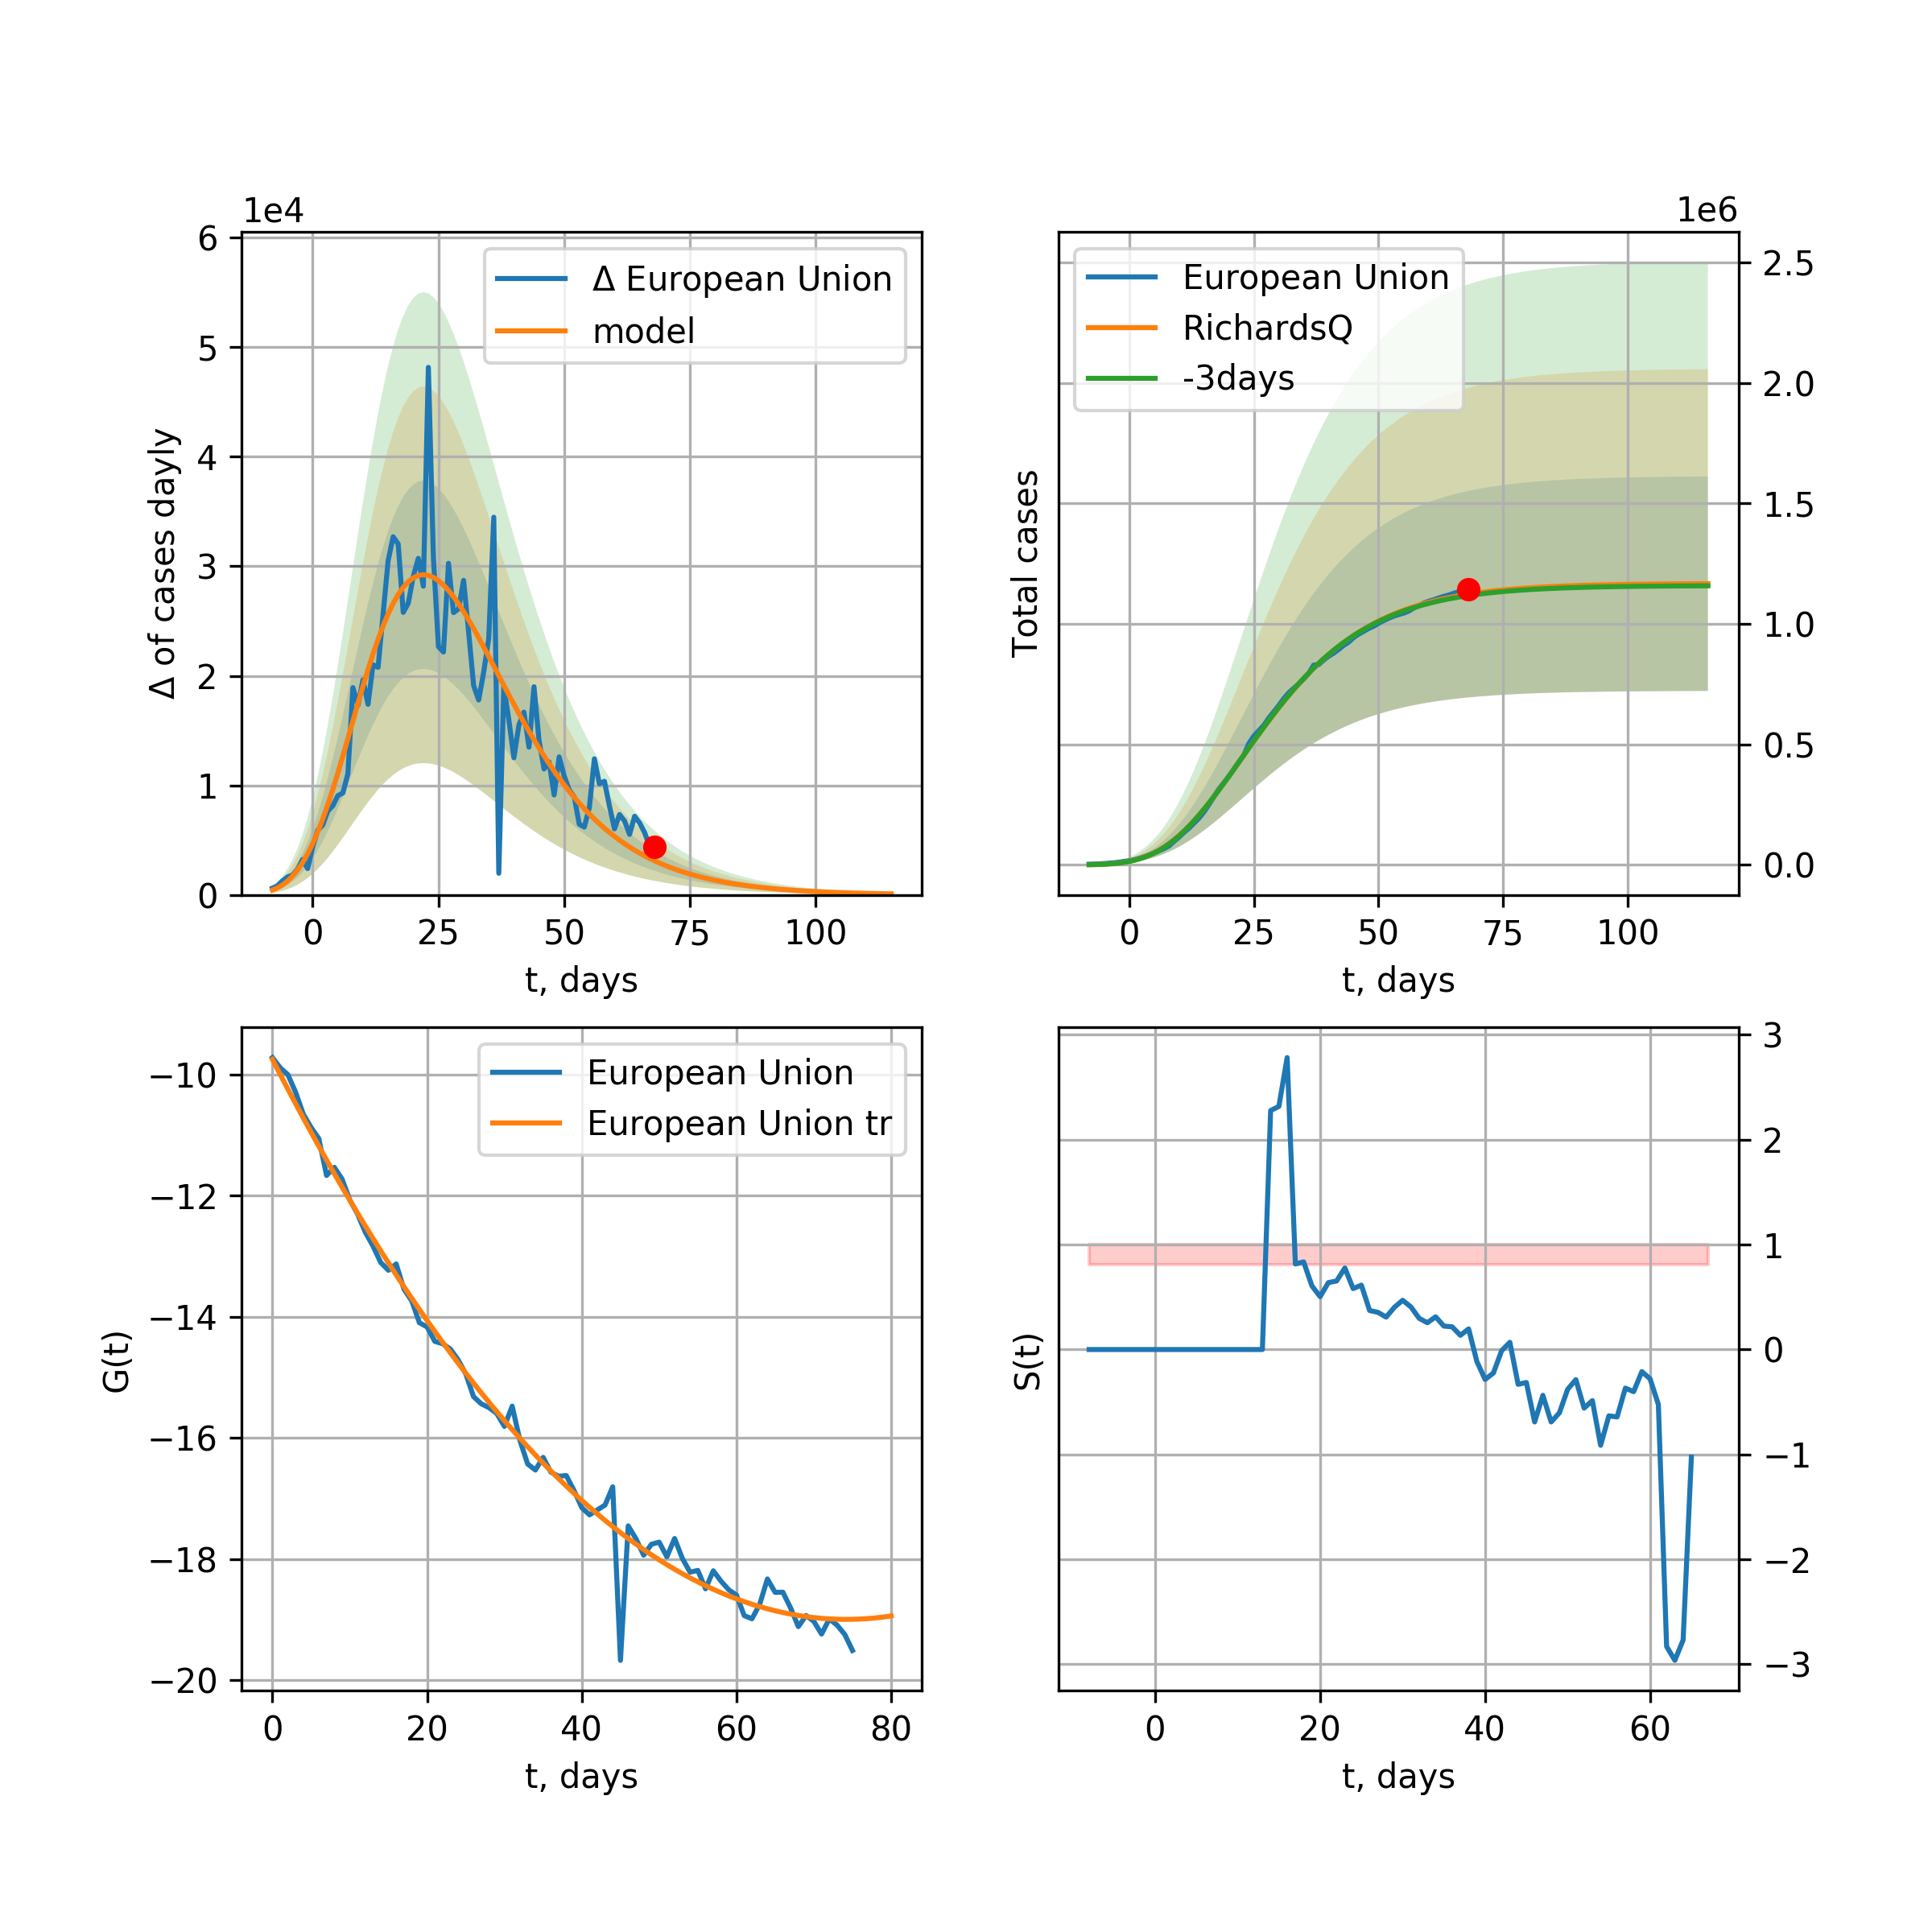 1e4
6
5
4
3
2
1
0
Δ of cases dayly
Δ European Union
model
0 25 50 75 100
t, days
1e6
European Union
RichardsQ
-3days
Total cases
2.5
2.0
1.5
1.0
0.5
0.0
0 25 50 75 100
t, days
−10
−12
−14
−16
−18
−20
G(t)
European Union
European Union tr
0 20 40 60 80
t, days
S(t)
3
2
1
0
−1
−2
−3
0 20 40 60
t, days